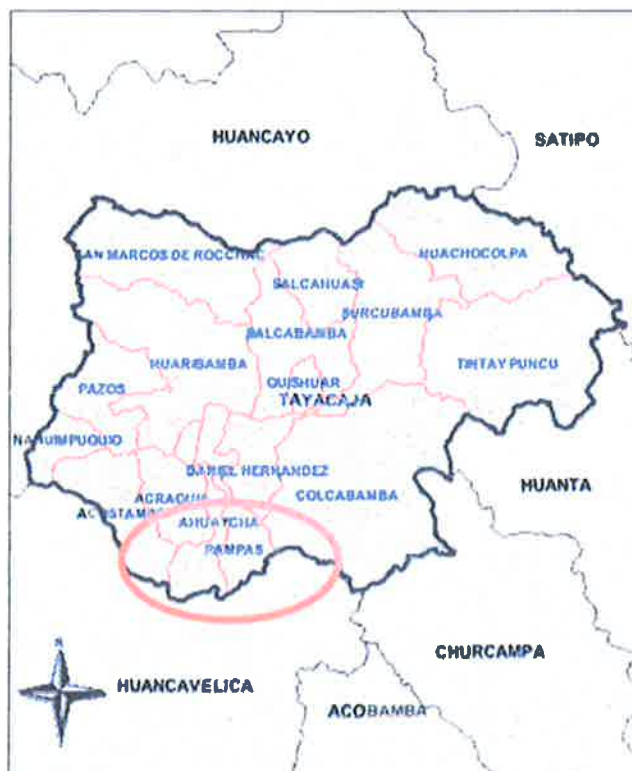 HUANCAYO
SATIPO
AN MARCOS DE ROCCHAC
HUACHOCOLPA
SALCAHUASI
SURCUBAMBA
SALCABAMBA
HUARIBAMBA
TINTAY PUNCU
PAZOS
QUISHUAR
TAYACAJA
DANIEL HERNANDEZ
HUANTA
COLCABAMBA
AHUAYCHA
PAMPAS
N
CHURCAMPA
HUANCAVELICA
ACOBAMBA